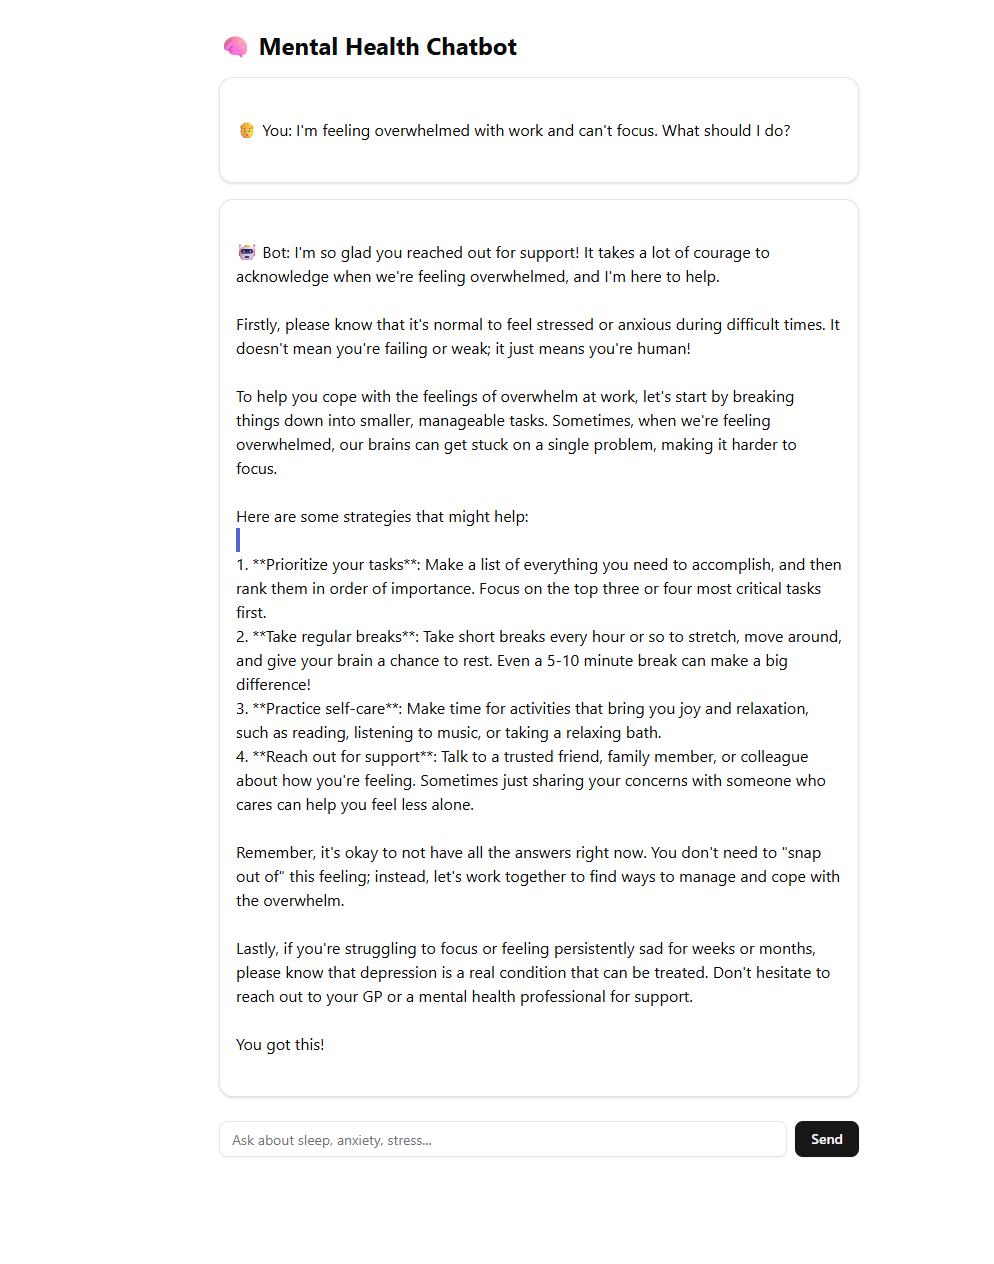 Mental Health Chatbot
You: I'm feeling overwhelmed with work and can't focus. What should I do?
Bot: I'm so glad you reached out for support! It takes a lot of courage to
acknowledge when we're feeling overwhelmed, and I'm here to help.
Firstly, please know that it's normal to feel stressed or anxious during difficult times. It
doesn't mean you're failing or weak; it just means you're human!
To help you cope with the feelings of overwhelm at work, let's start by breaking
things down into smaller, manageable tasks. Sometimes, when we're feeling
overwhelmed, our brains can get stuck on a single problem, making it harder to
focus.
Here are some strategies that might help:
1. **Prioritize your tasks**: Make a list of everything you need to accomplish, and then
rank them in order of importance. Focus on the top three or four most critical tasks
first.
2. **Take regular breaks**: Take short breaks every hour or so to stretch, move around,
and give your brain a chance to rest. Even a 5-10 minute break can make a big
difference!
3. **Practice self-care**: Make time for activities that bring you joy and relaxation,
such as reading, listening to music, or taking a relaxing bath.
4. **Reach out for support**: Talk to a trusted friend, family member, or colleague
about how you're feeling. Sometimes just sharing your concerns with someone who
cares can help you feel less alone.
Remember, it's okay to not have all the answers right now. You don't need to "snap
out of" this feeling; instead, let's work together to find ways to manage and cope with
the overwhelm.
Lastly, if you're struggling to focus or feeling persistently sad for weeks or months,
please know that depression is a real condition that can be treated. Don't hesitate to
reach out to your GP or a mental health professional for support.
You got this!
Ask about sleep, anxiety, stress...
Send